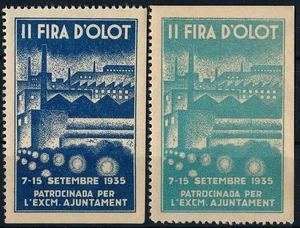 II FIRA D'OLOT
7-15 SETEMBRE 1935
PATROCINADA PER
L'EXCM. AJUNTAMENT
II FIRA D'OLOT
7-15 SETEMBRE 1935
PATROCINADA PER
L'EXCM. AJUNTAMENT